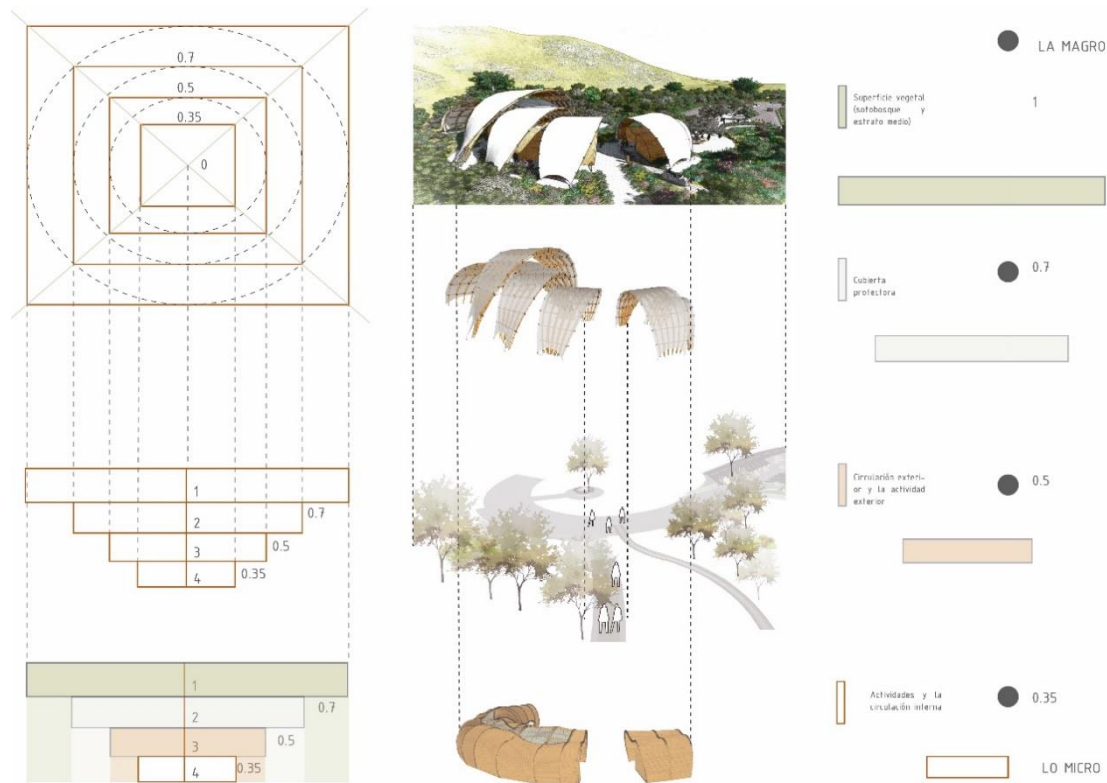 0.7
0.5
0.35
0
1
2
0.7
3
0.5
4
0.35
1
2
0.7
3
0.5
4
0.35
LA MAGRO
Superficie vegetal
(sotobosque y
estrato medio)
1
Cubierta
protectora
0.7
Circulación exteri-
or y la actividad
exterior
0.5
Actividades y la
circulación interna
0.35
LO MICRO